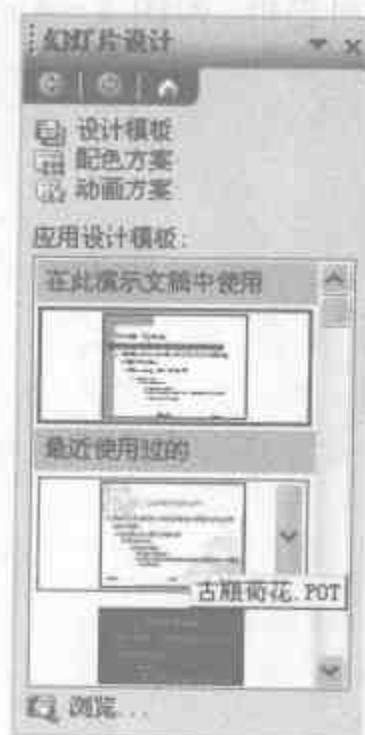 幻灯片设计
设计模板
配色方案
动画方案
应用设计模板:
在此演示文稿中使用
最近使用过的
古瓶荷花.POT
浏览...